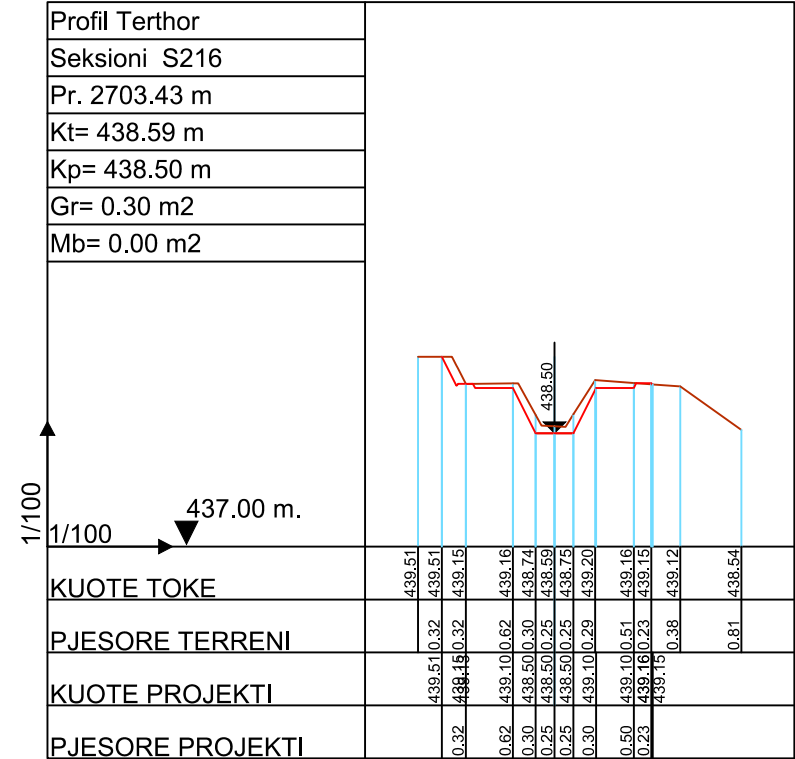 Profil Terthor
Seksioni S216
Pr. 2703.43 m
Kt= 438.59 m
Kp= 438.50 m
Gr= 0.30 m2
Mb= 0.00 m2
438.50
437.00 m.
1/100
1/100
KUOTE TOKE 439.51 439.51 439.15 439.16 438.74 438.59 438.75 439.20 439.16 439.15 439.12 438.54
PJESORE TERRENI 0.32 0.32 0.62 0.30 0.25 0.25 0.29 0.51 0.23 0.38 0.81
KUOTE PROJEKTI 439.51 439.15 439.10 438.50 438.50 438.50 439.10 439.10 439.16 439.15
PJESORE PROJEKTI 0.32 0.62 0.30 0.25 0.25 0.30 0.50 0.23